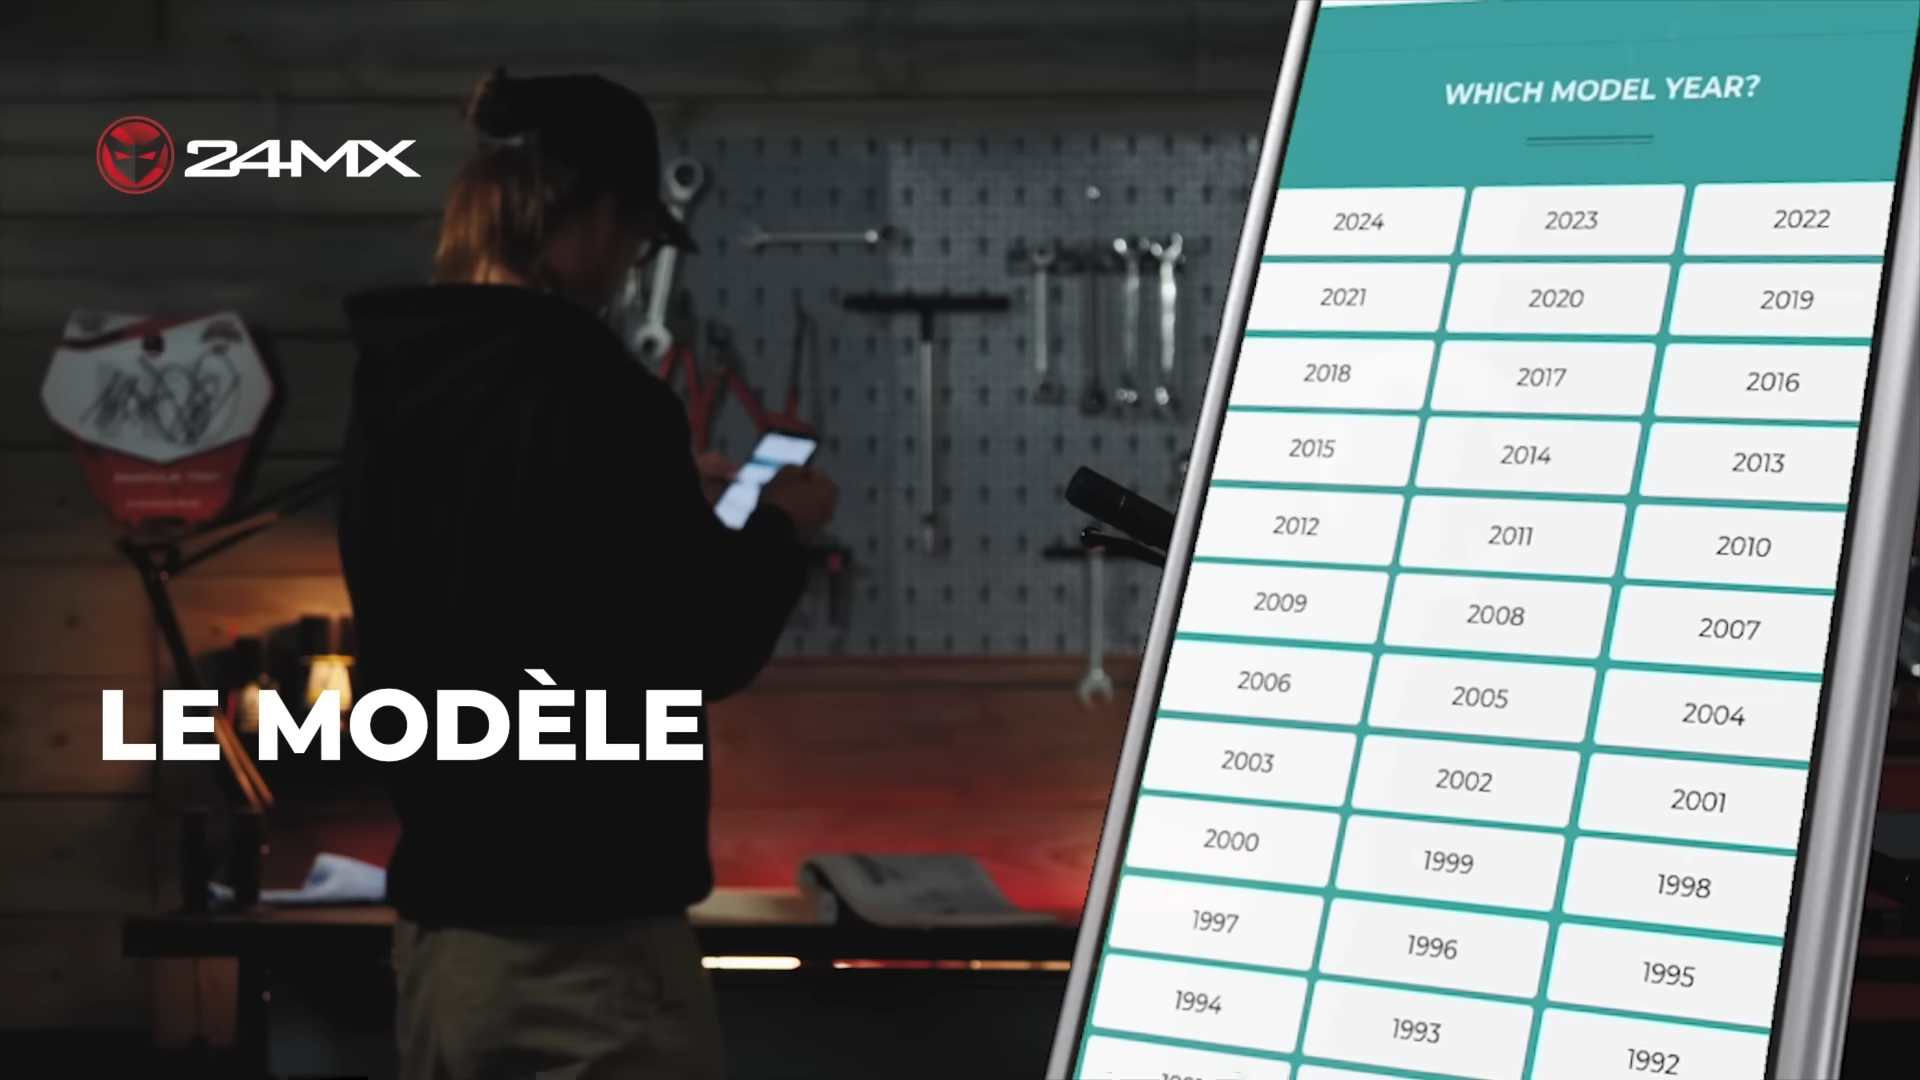 24MX
LE MODÈLE
WHICH MODEL YEAR?
2024 2023 2022
2021 2020 2019
2018 2017 2016
2015 2014 2013
2012 2011 2010
2009 2008 2007
2006 2005 2004
2003 2002 2001
2000 1999 1998
1997 1996 1995
1994 1993 1992